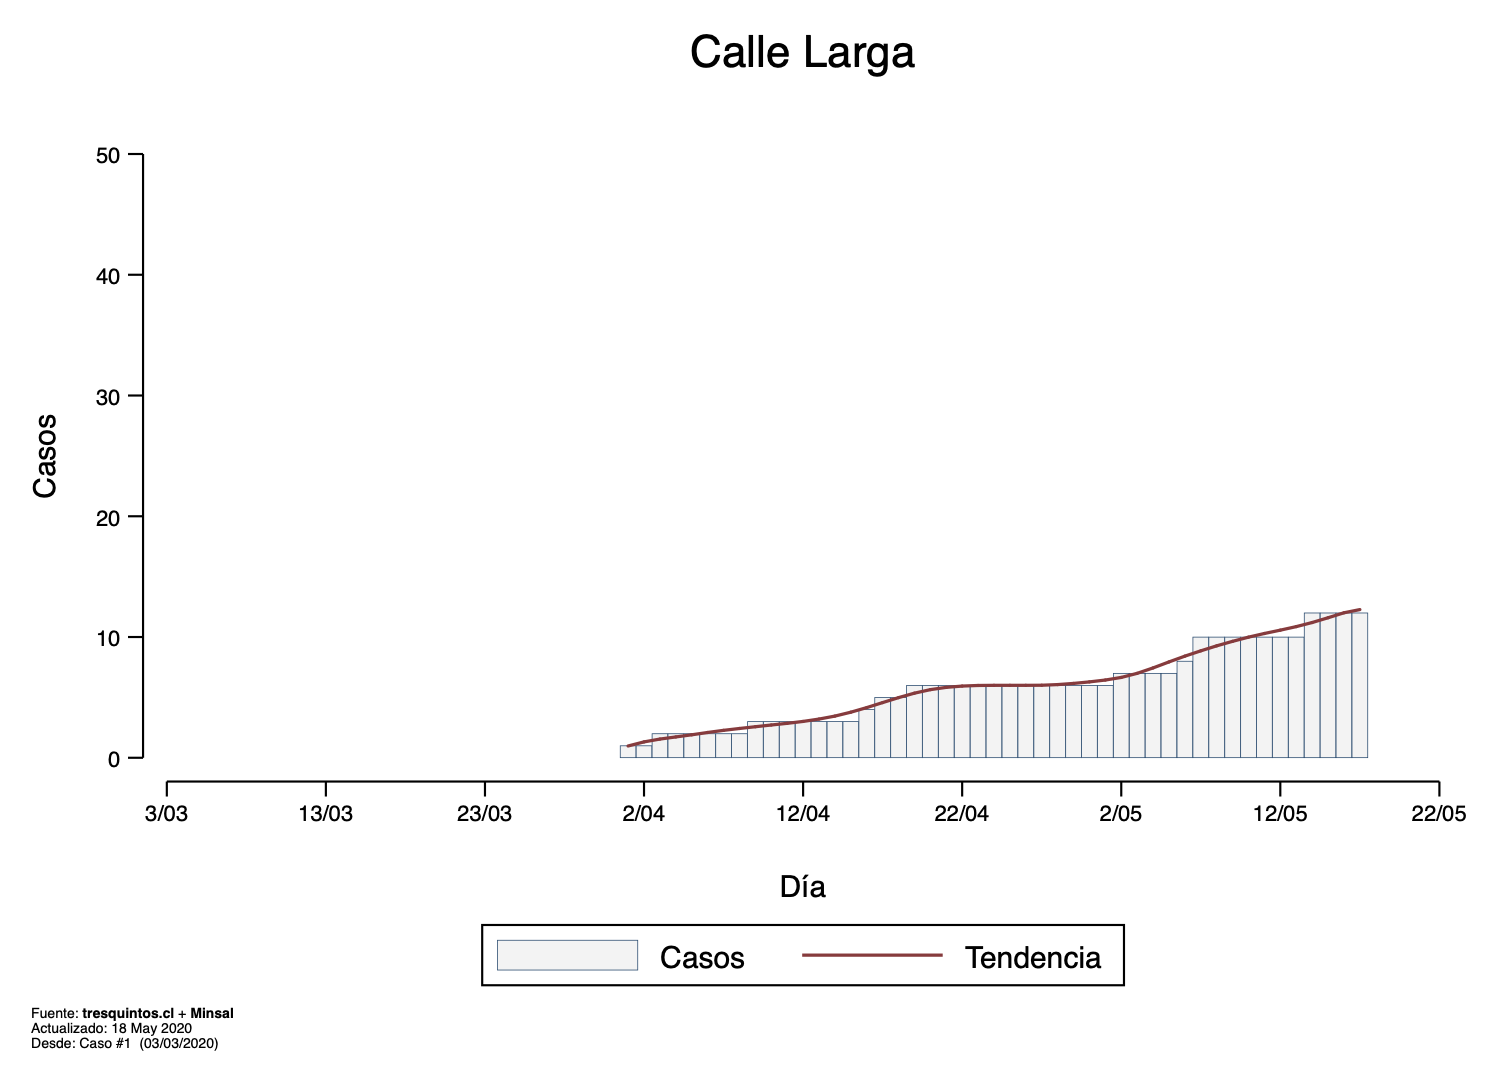 Calle Larga
50
40
30
20
10
0
Casos
3/03 13/03 23/03 2/04 12/04 22/04 2/05 12/05 22/05
Día
Casos Tendencia
Fuente: tresquintos.cl + Minsal
Actualizado: 18 May 2020
Desde: Caso #1 (03/03/2020)